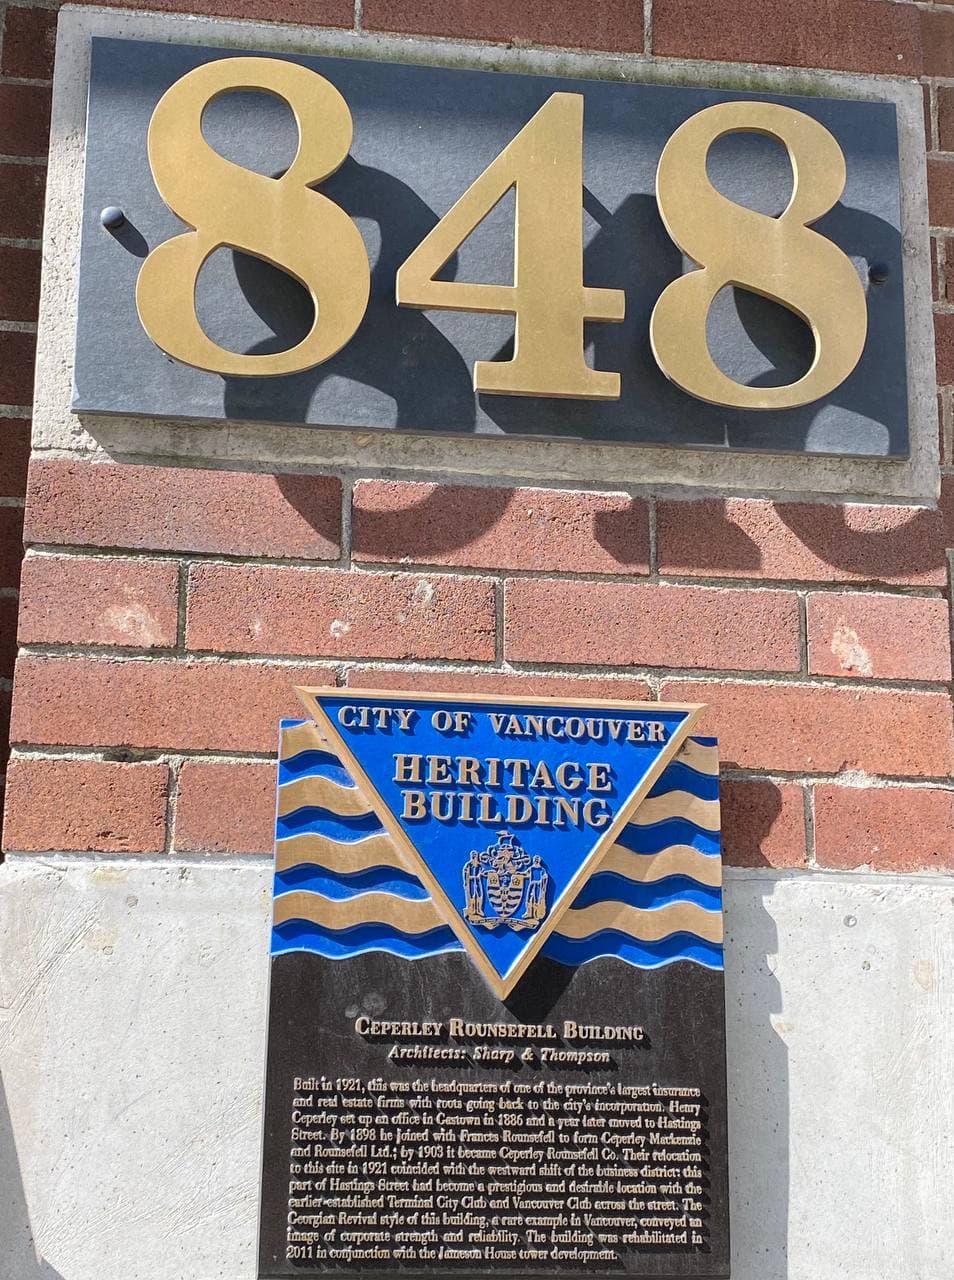 848
CITY OF VANCOUVER
HERITAGE
BUILDING
CEPERLEY ROUNSEFELL BUILDING
Architects: Sharp & Thompson
Built in 1921, this was the headquarters of one of the province's largest insurance
and real estate firms with roots going back to the city's incorporation. Henry
Ceperley set up an office in Gastown in 1886 and a year later moved to Hastings
Street. By 1898 he joined with Frances Rounsefell to form Ceperley Mackenzie
and Rounsefell Ltd.; by 1903 it became Ceperley Rounsefell Co. Their relocation
to this site in 1921 coincided with the westward shift of the business district: this
part of Hastings Street had become a prestigious and desirable location with the
earlier-established Terminal City Club and Vancouver Club across the street. The
Georgian Revival style of this building, a rare example in Vancouver, conveyed an
image of corporate strength and reliability. The building was rehabilitated in
2011 in conjunction with the Jameson House tower development.